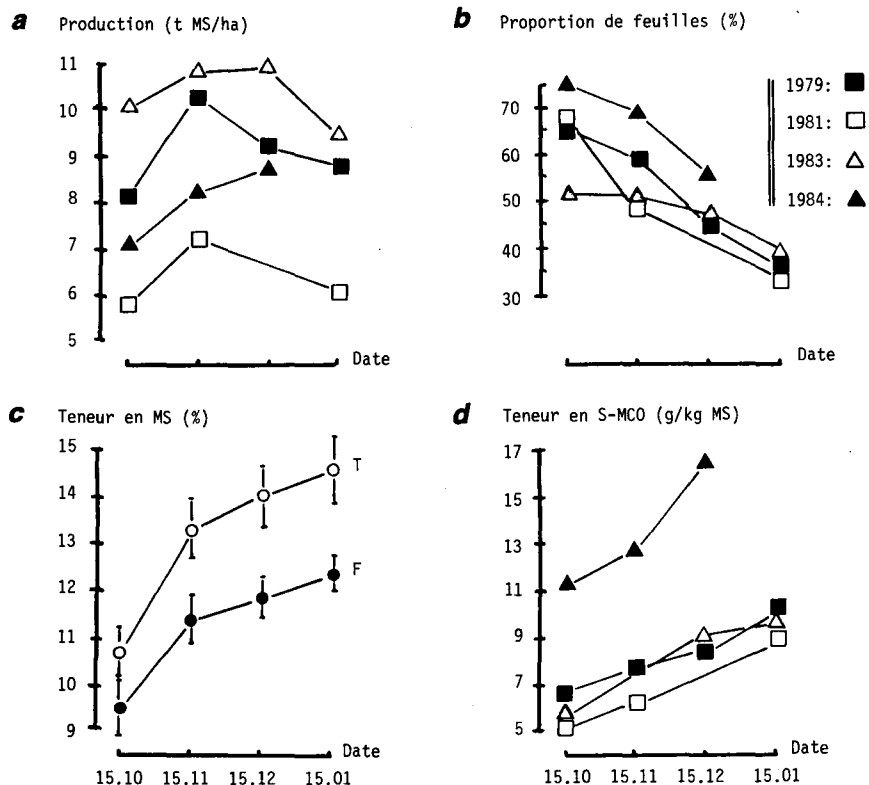 a Production (t MS/ha)
11
10
9
8
7
6
5
Date
b Proportion de feuilles (%)
70
60
50
40
30
Date
1979:
1981:
1983:
1984:
c Teneur en MS (%)
15
14
13
12
11
10
9
T
F
Date
15.10 15.11 15.12 15.01
d Teneur en S-MCO (g/kg MS)
17
15
13
11
9
7
5
Date
15.10 15.11 15.12 15.01